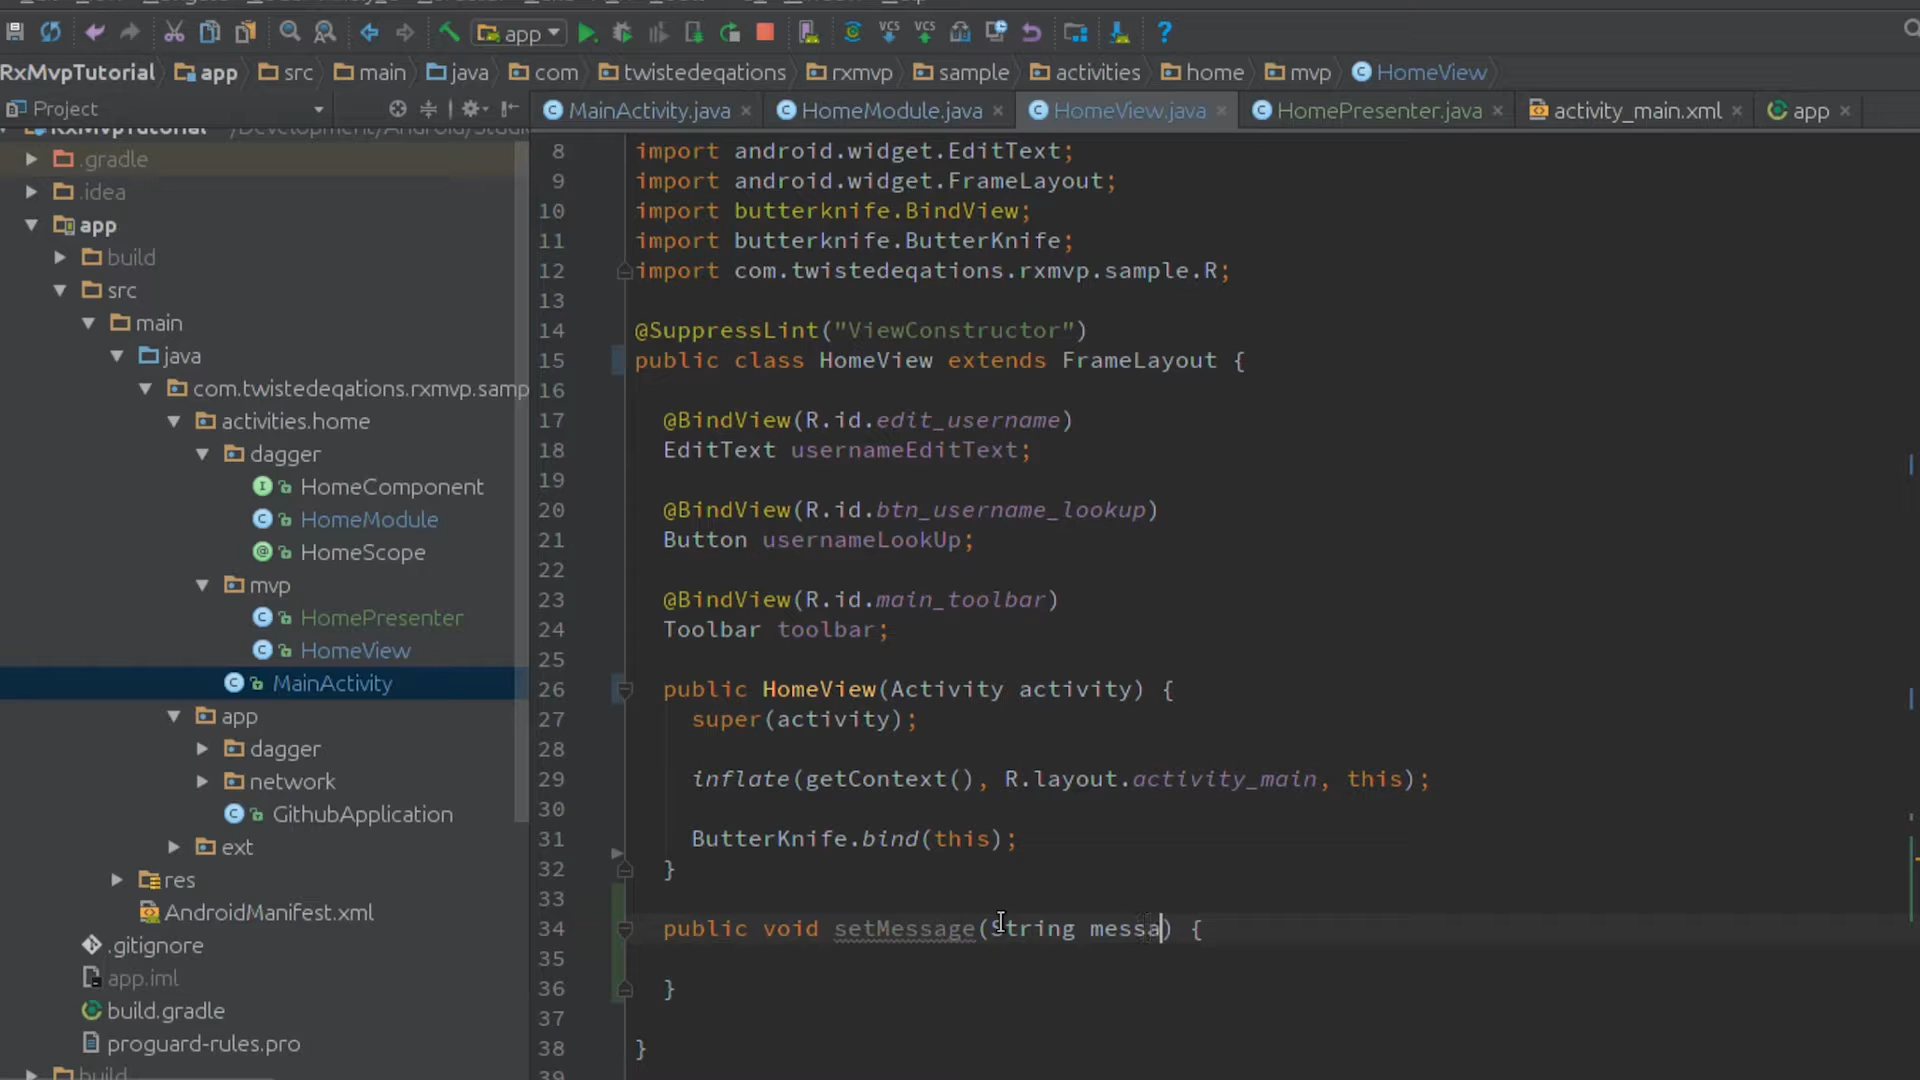 app
RxMvpTutorial app src main java com twistedeqations rxmvp sample activities home mvp HomeView
Project
MainActivity.java HomeModule.java HomeView.java HomePresenter.java activity_main.xml app
RxMvpTutorial
.gradle
.idea
app
build
src
main
java
com.twistedeqations.rxmvp.samp
activities.home
dagger
HomeComponent
HomeModule
HomeScope
mvp
HomePresenter
HomeView
MainActivity
app
dagger
network
GithubApplication
ext
res
AndroidManifest.xml
.gitignore
app.iml
build.gradle
proguard-rules.pro
build
8 import android.widget.EditText;
9 import android.widget.FrameLayout;
10 import butterknife.BindView;
11 import butterknife.ButterKnife;
12 import com.twistedeqations.rxmvp.sample.R;
13
14 @SuppressLint("ViewConstructor")
15 public class HomeView extends FrameLayout {
16
17 @BindView(R.id.edit_username)
18 EditText usernameEditText;
19
20 @BindView(R.id.btn_username_lookup)
21 Button usernameLookUp;
22
23 @BindView(R.id.main_toolbar)
24 Toolbar toolbar;
25
26 public HomeView(Activity activity) {
27 super(activity);
28
29 inflate(getContext(), R.layout.activity_main, this);
30
31 ButterKnife.bind(this);
32 }
33
34 public void setMessage(String messa) {
35
36 }
37
38 }
39